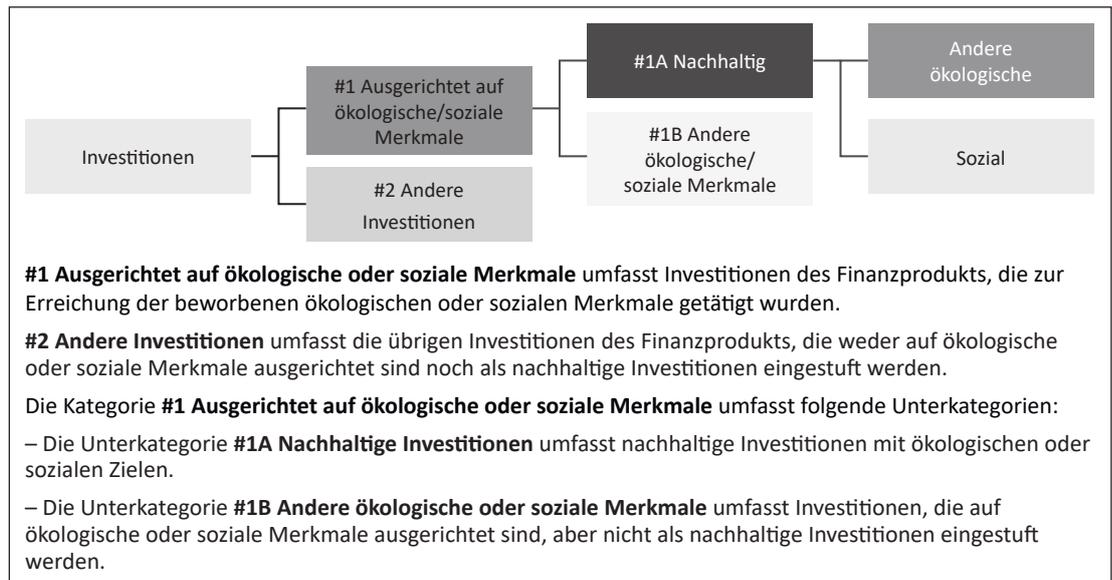 Investitionen
#1 Ausgerichtet auf
ökologische/soziale
Merkmale
#2 Andere
Investitionen
#1A Nachhaltig
#1B Andere
ökologische/
soziale Merkmale
Andere
ökologische
Sozial
#1 Ausgerichtet auf ökologische oder soziale Merkmale umfasst Investitionen des Finanzprodukts, die zur
Erreichung der beworbenen ökologischen oder sozialen Merkmale getätigt wurden.
#2 Andere Investitionen umfasst die übrigen Investitionen des Finanzprodukts, die weder auf ökologische
oder soziale Merkmale ausgerichtet sind noch als nachhaltige Investitionen eingestuft werden.
Die Kategorie #1 Ausgerichtet auf ökologische oder soziale Merkmale umfasst folgende Unterkategorien:
– Die Unterkategorie #1A Nachhaltige Investitionen umfasst nachhaltige Investitionen mit ökologischen oder
sozialen Zielen.
– Die Unterkategorie #1B Andere ökologische oder soziale Merkmale umfasst Investitionen, die auf
ökologische oder soziale Merkmale ausgerichtet sind, aber nicht als nachhaltige Investitionen eingestuft
werden.